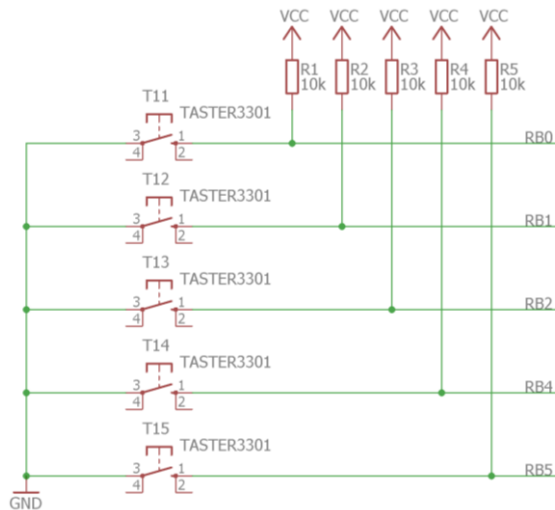 VCC VCC VCC VCC VCC
R1 R2 R3 R4 R5
10k 10k 10k 10k 10k
T11
TASTER3301
3 1 RB0
4 2
T12
TASTER3301
3 1 RB1
4 2
T13
TASTER3301
3 1 RB2
4 2
T14
TASTER3301
3 1 RB4
4 2
T15
TASTER3301
3 1 RB5
4 2
GND